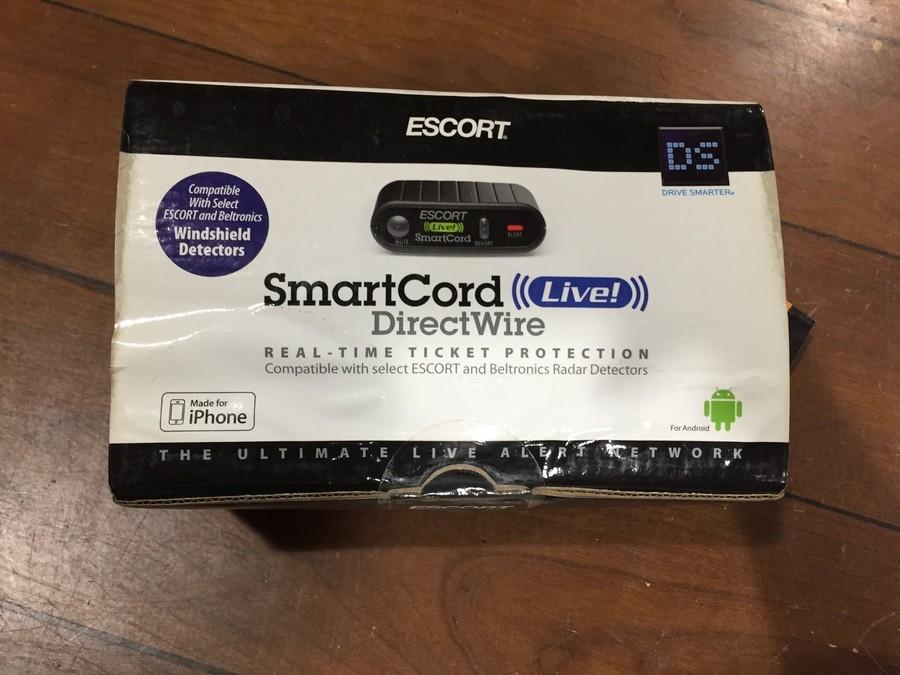 ESCORT
DS
DRIVE SMARTER
Compatible
With Select
ESCORT and Beltronics
Windshield
Detectors
ESCORT
Live!
SmartCord
MUTE
REPORT
ALERT
SmartCord Live!
DirectWire
REAL-TIME TICKET PROTECTION
Compatible with select ESCORT and Beltronics Radar Detectors
Made for
iPhone
For Android
THE ULTIMATE LIVE ALERT NETWORK